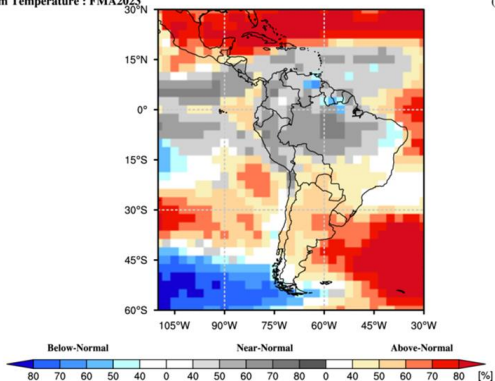 m Temperature : FMA2023
30°N
15°N
0°
15°S
30°S
45°S
60°S
105°W 90°W 75°W 60°W 45°W 30°W
Below-Normal Near-Normal Above-Normal
80 70 60 50 40 0 40 50 60 70 80 0 40 50 60 70 80 [%]